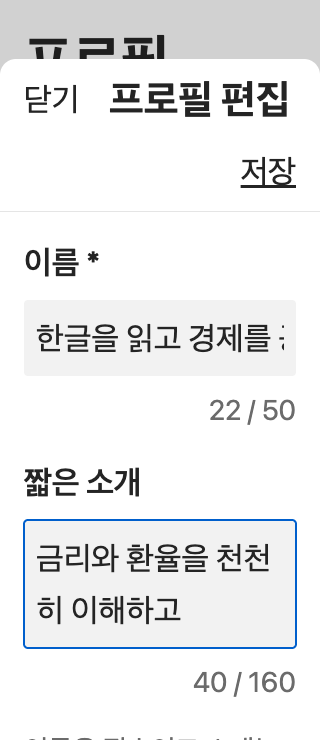 프로필
닫기 프로필 편집
저장
이름 *
한글을 읽고 경제를
22 / 50
짧은 소개
금리와 환율을 천천
히 이해하고
40 / 160